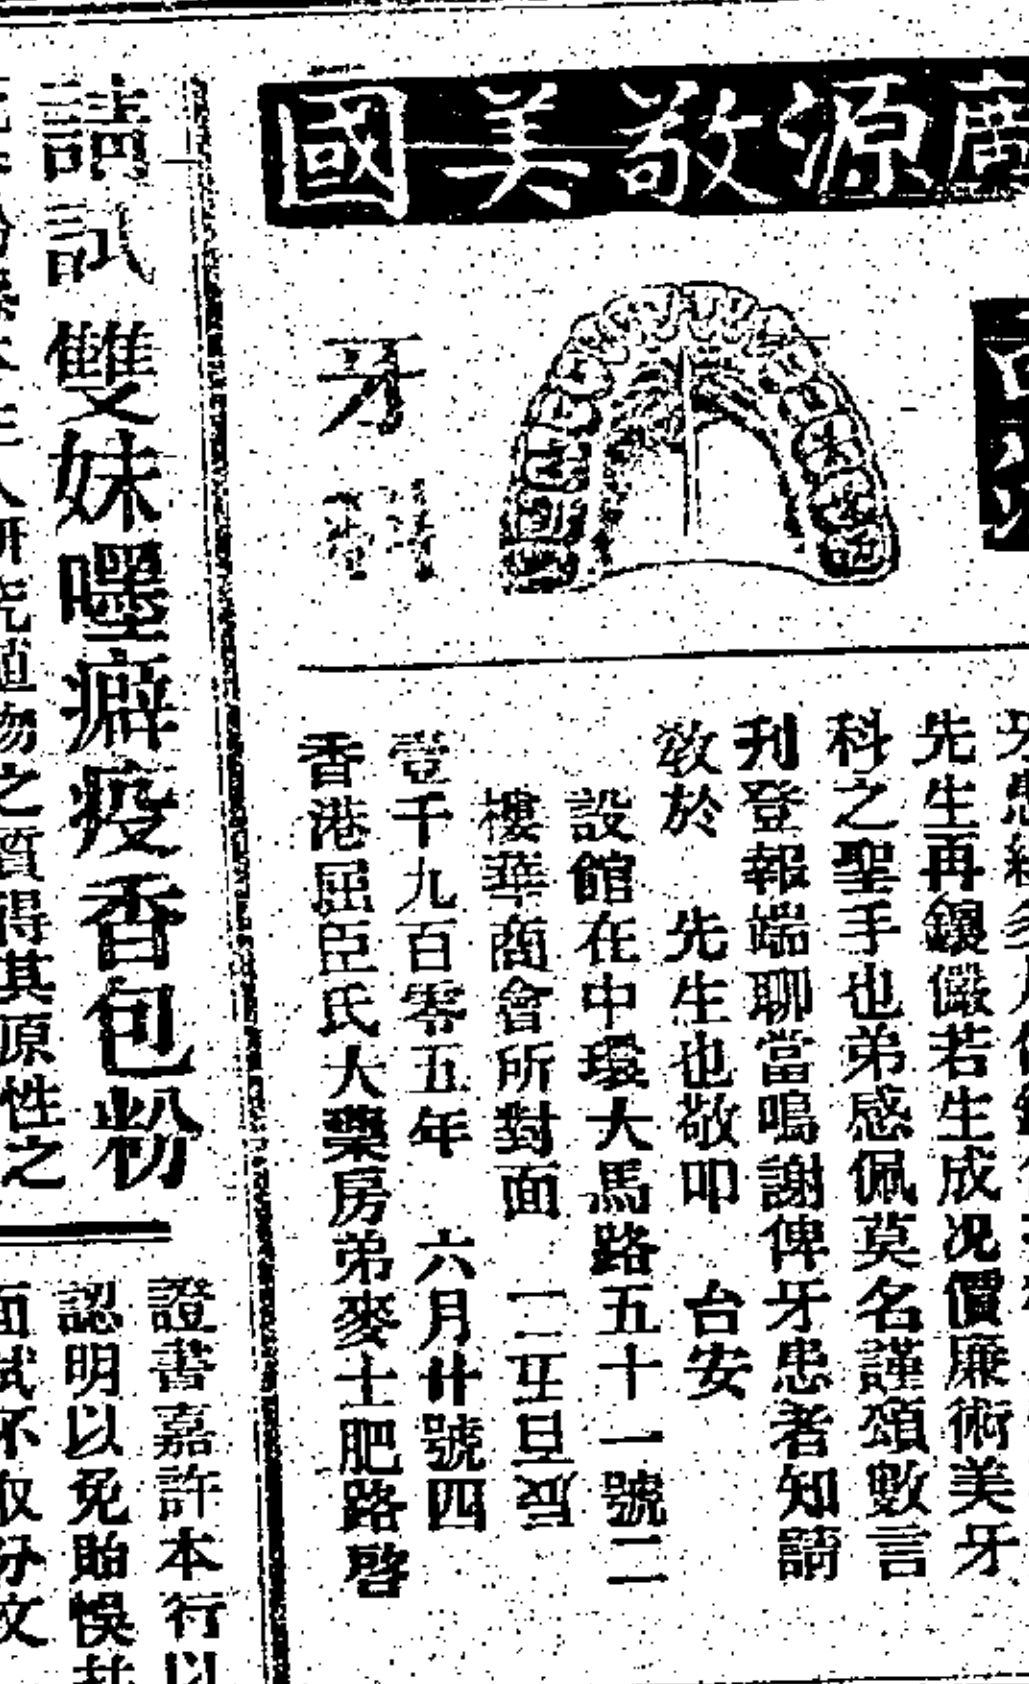 國美敬源廣
牙
先生再鑲儼若生成况價廉術美牙
科之聖手也弟感佩莫名謹頌數言
刋登報端聊當鳴謝俾牙患者知請
敎於 先生也敬叩 台安
設館在中環大馬路五十一號二
樓華商會所對面
壹千九百零五年 六月廿號四
香港屈臣氏大藥房弟麥士肥路啓
請試雙妹嚜癖疫香包粉
研究植物之質得其原性之
證書嘉許本行以
認明以免貽悞